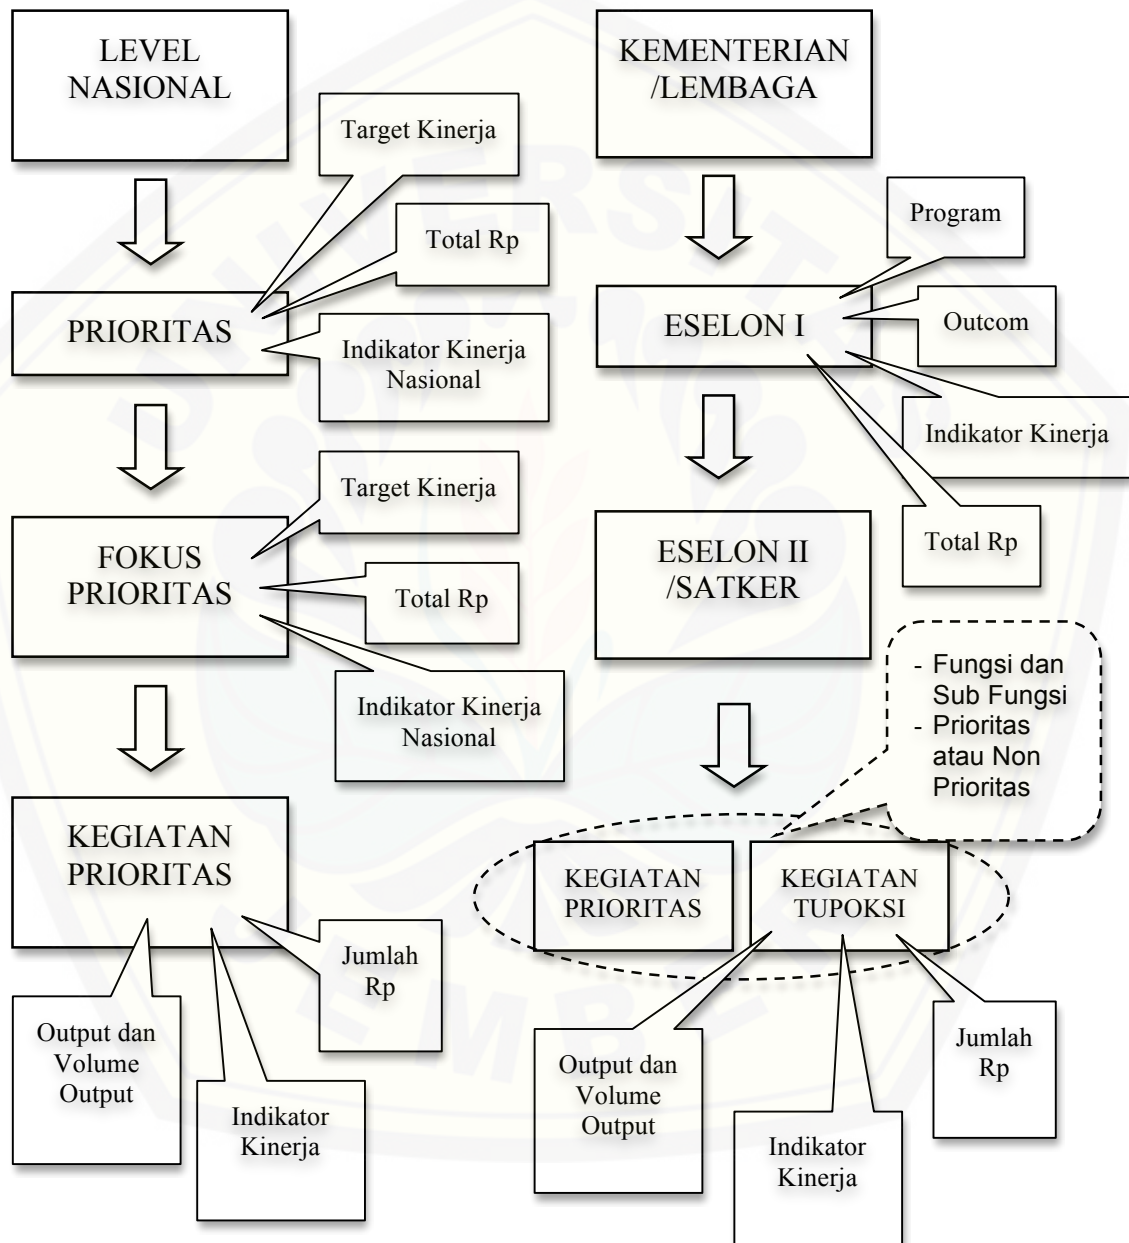 LEVEL
NASIONAL
Target Kinerja
Total Rp
PRIORITAS
Indikator Kinerja
Nasional
Target Kinerja
FOKUS
PRIORITAS
Total Rp
Indikator Kinerja
Nasional
KEGIATAN
PRIORITAS
Jumlah
Rp
Output dan
Volume
Output
Indikator
Kinerja
KEMENTERIAN
/LEMBAGA
Program
ESELON I
Outcom
Indikator Kinerja
Total Rp
ESELON II
/SATKER
- Fungsi dan
Sub Fungsi
- Prioritas
atau Non
Prioritas
KEGIATAN
PRIORITAS
KEGIATAN
TUPOKSI
Output dan
Volume
Output
Indikator
Kinerja
Jumlah
Rp
UNIVERSITAS
JEMBER